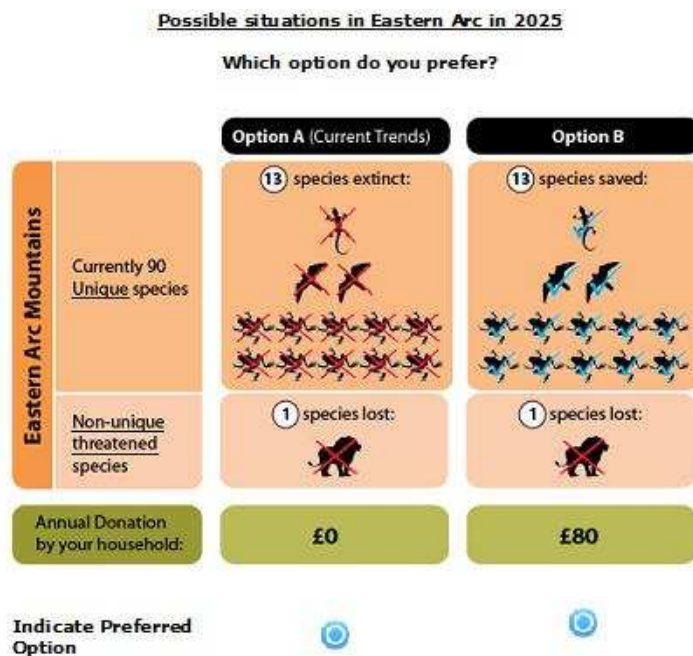 Possible situations in Eastern Arc in 2025
Which option do you prefer?
Option A (Current Trends)
Option B
Eastern Arc Mountains
Currently 90
Unique species
13 species extinct:
13 species saved:
Non-unique
threatened
species
1 species lost:
1 species lost:
Annual Donation
by your household:
£0
£80
Indicate Preferred
Option